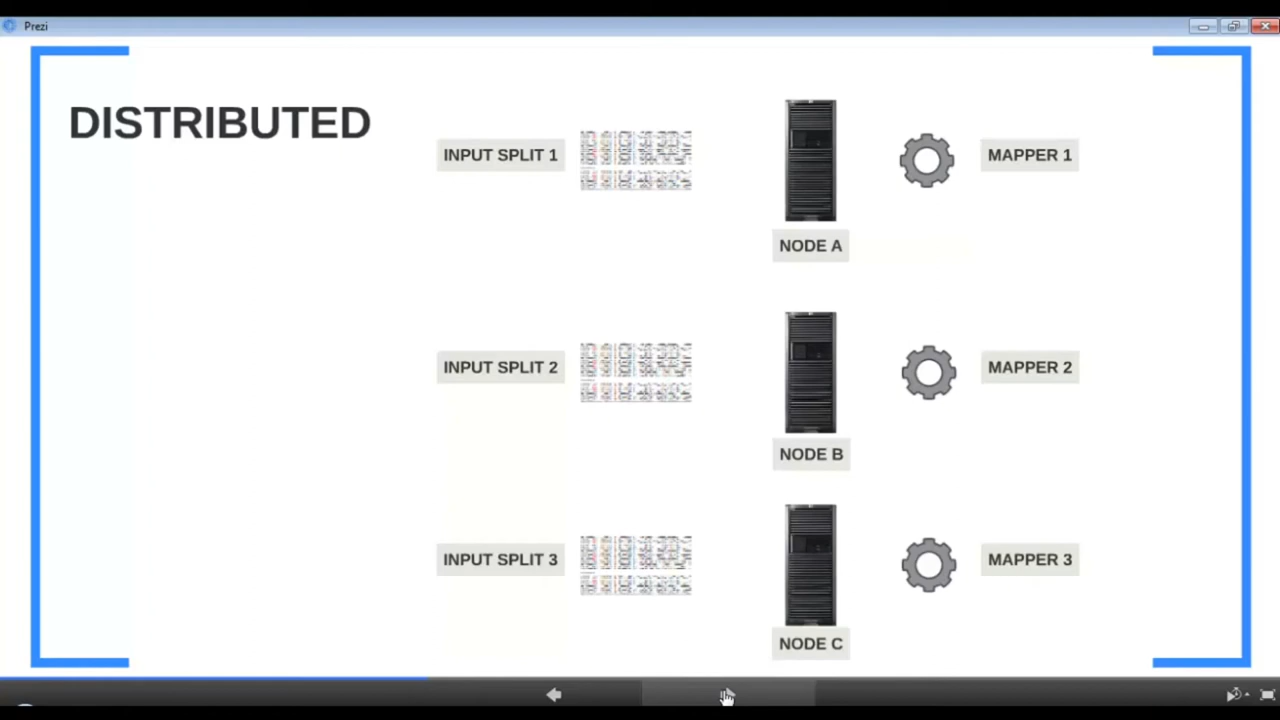 Prezi
DISTRIBUTED
INPUT SPLIT 1
MAPPER 1
NODE A
INPUT SPLIT 2
MAPPER 2
NODE B
INPUT SPLIT 3
MAPPER 3
NODE C